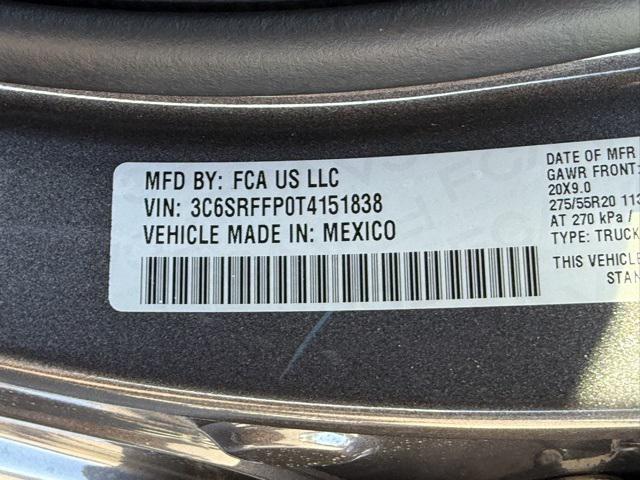 MFD BY: FCA US LLC
VIN: 3C6SRFFP0T4151838
VEHICLE MADE IN: MEXICO
DATE OF MFR
GAWR FRONT:
20X9.0
275/55R20 113
AT 270 kPa /
TYPE: TRUCK
THIS VEHICLE
STAN